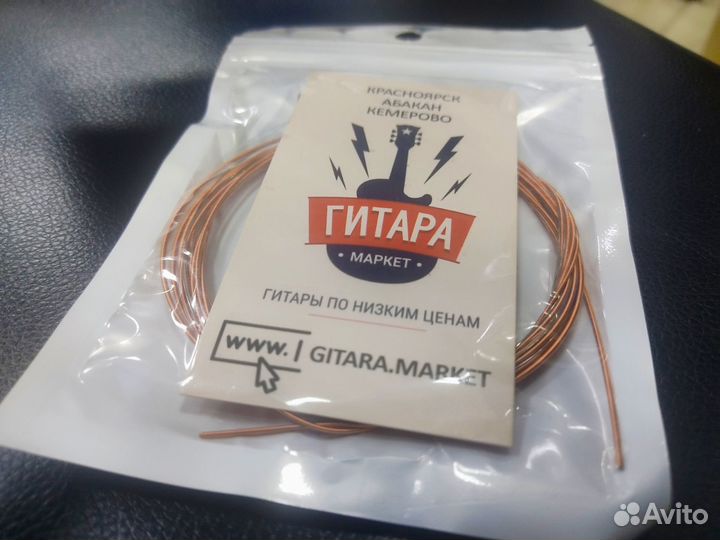 КРАСНОЯРСК
АБАКАН
КЕМЕРОВО
ГИТАРА
• МАРКЕТ •
ГИТАРЫ ПО НИЗКИМ ЦЕНАМ
www. | GITARA.MARKET
Avito